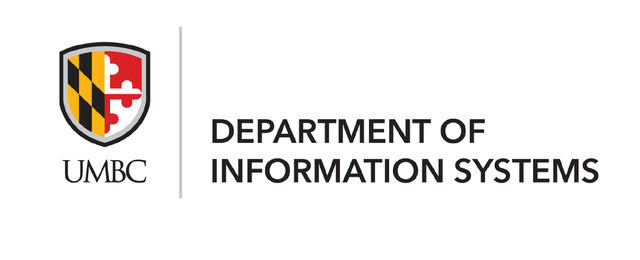 UMBC
DEPARTMENT OF
INFORMATION SYSTEMS